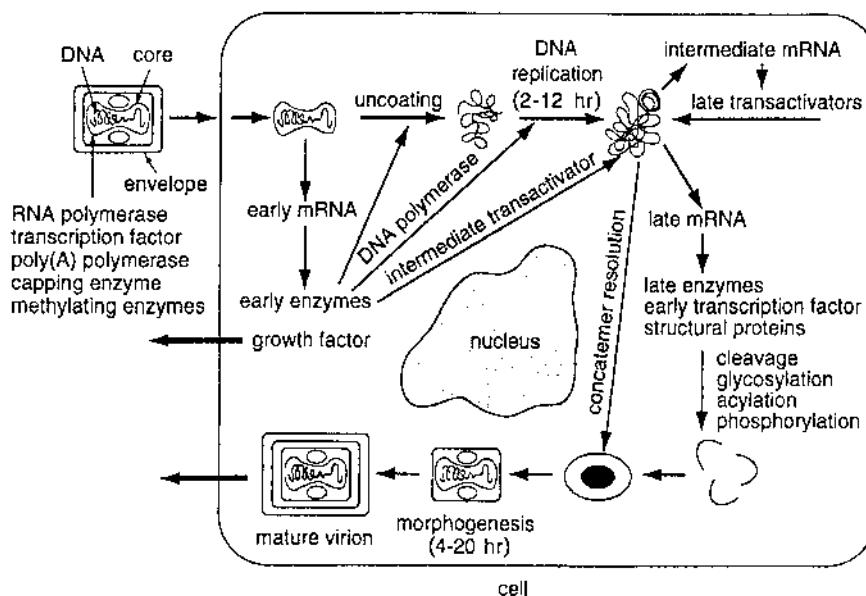 DNA
core
envelope
RNA polymerase
transcription factor
poly(A) polymerase
capping enzyme
methylating enzymes
uncoating
DNA
replication
(2-12 hr)
intermediate mRNA
late transactivators
early mRNA
early enzymes
growth factor
DNA polymerase
intermediate transactivator
nucleus
concatemer resolution
late mRNA
late enzymes
early transcription factor
structural proteins
cleavage
glycosylation
acylation
phosphorylation
mature virion
morphogenesis
(4-20 hr)
cell